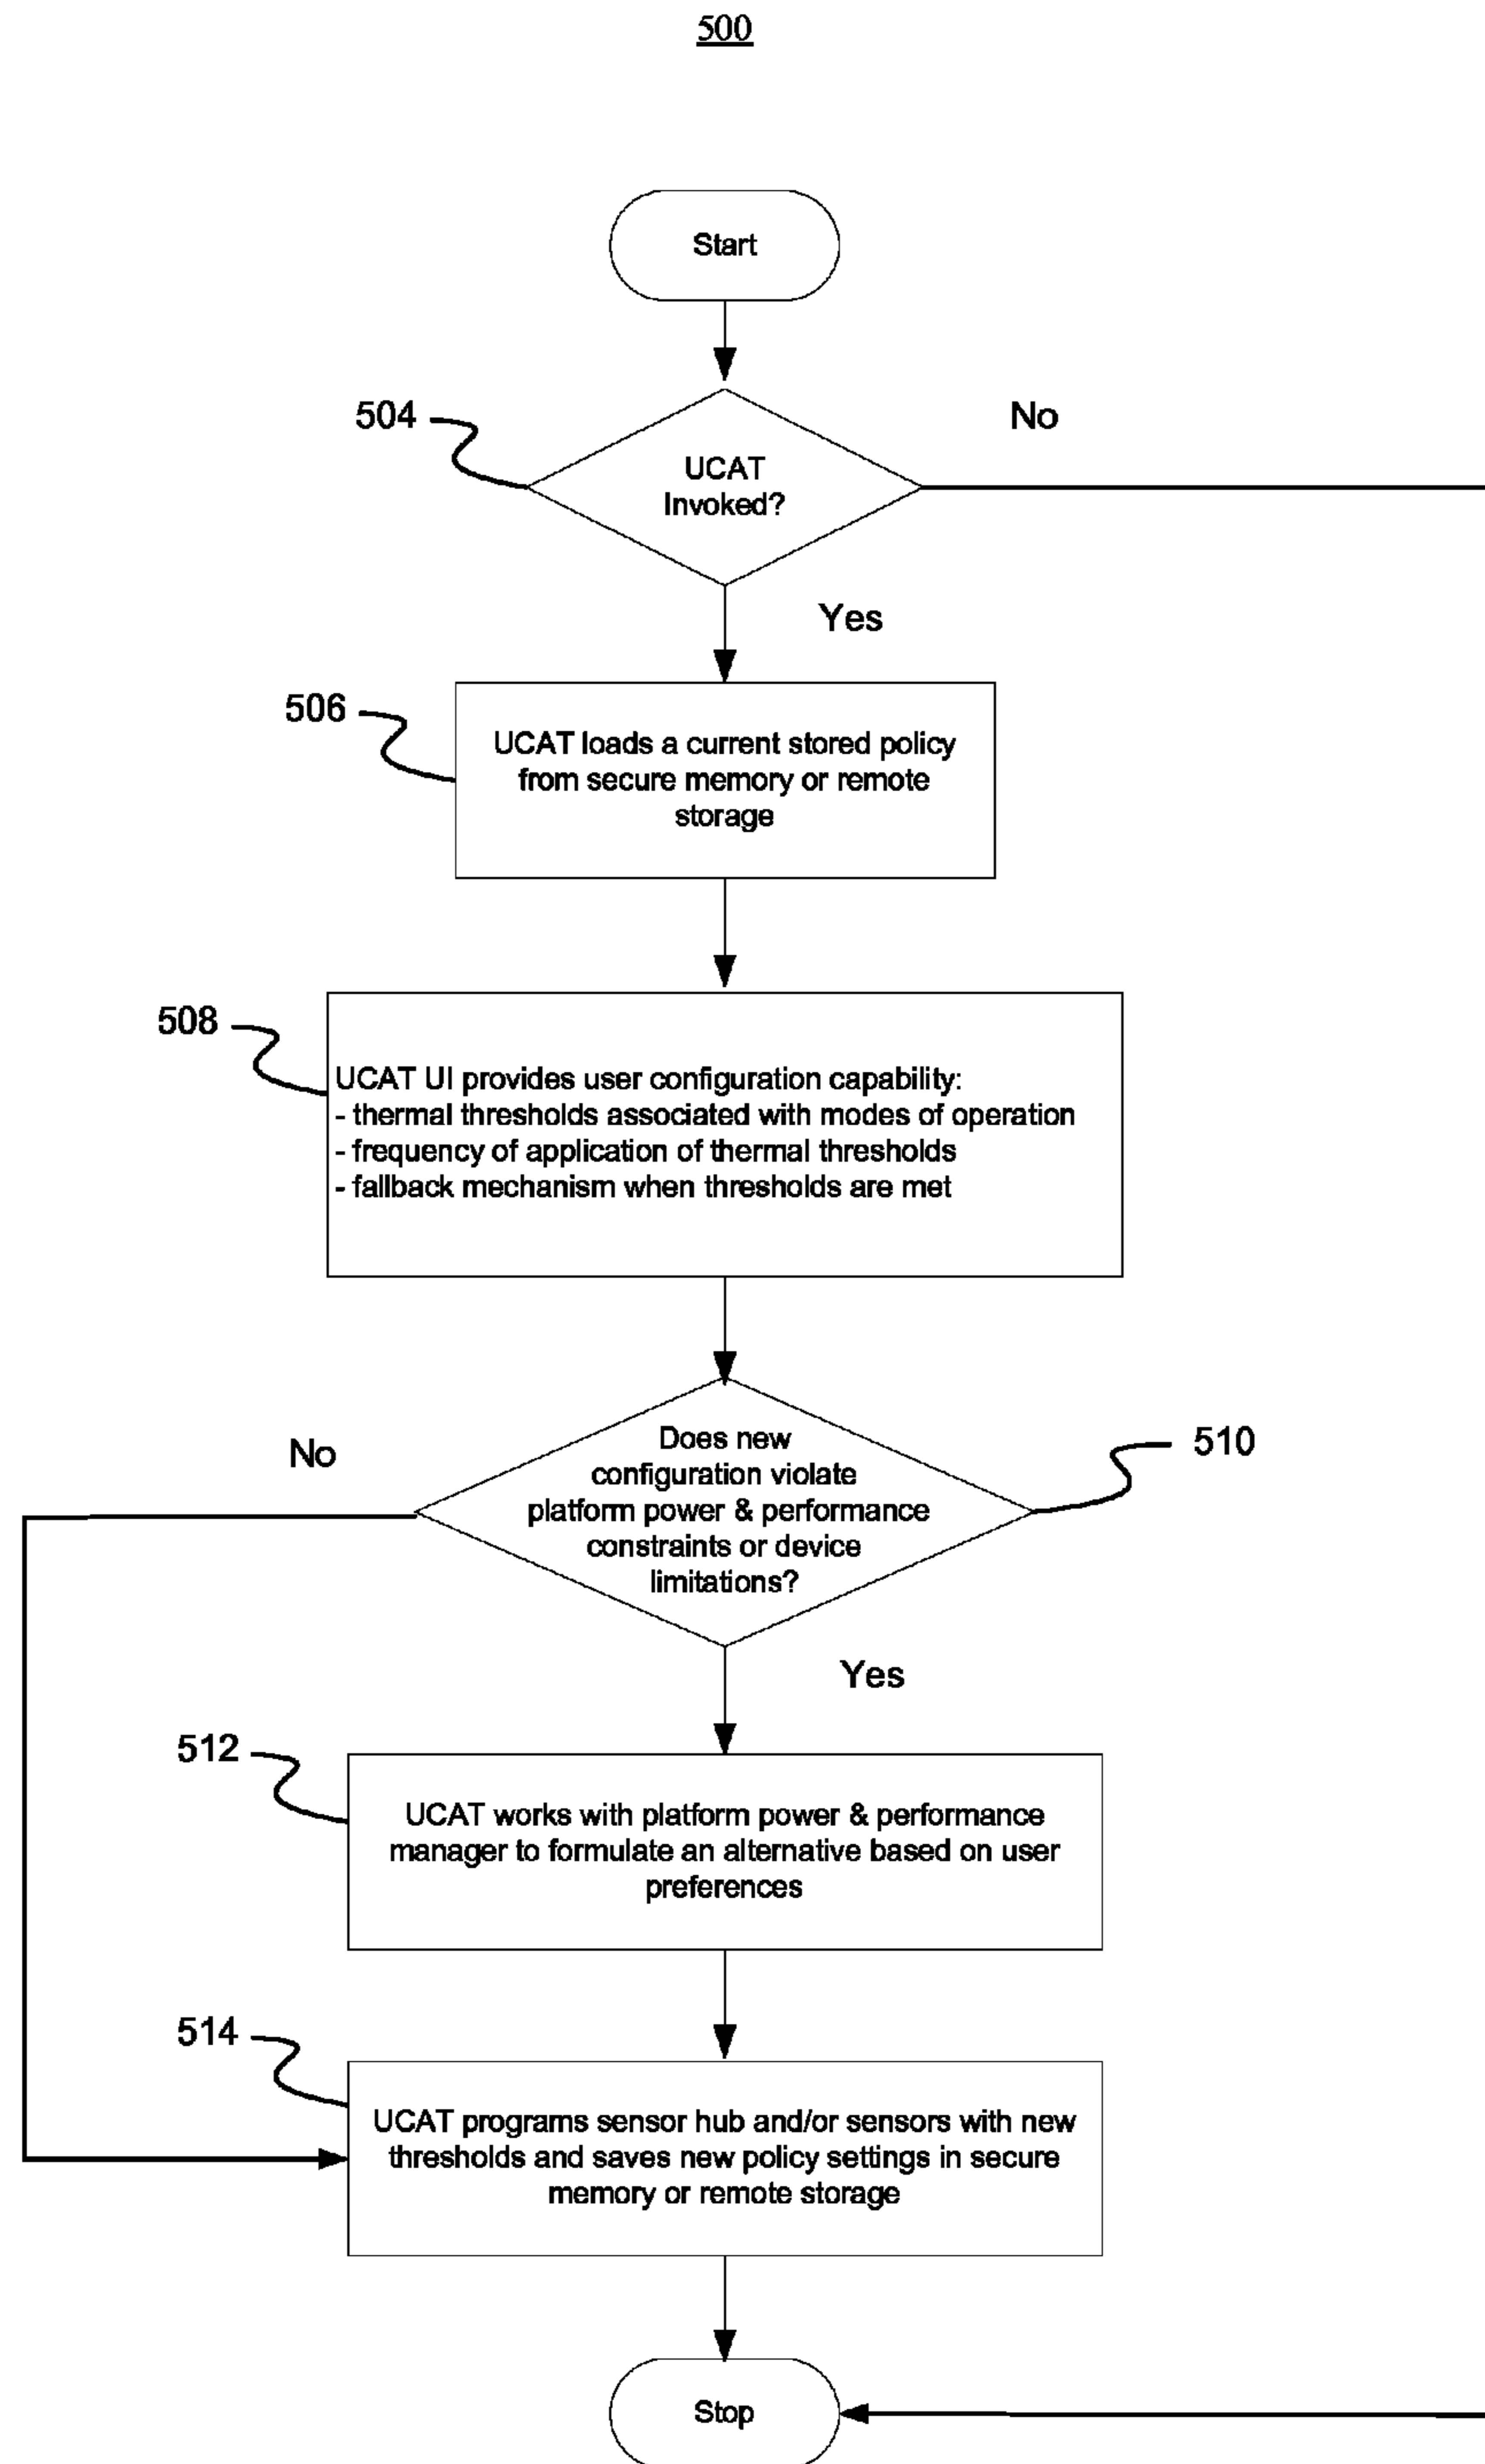 500
Start
504
No
UCAT
Invoked?
Yes
506
UCAT loads a current stored policy
from secure memory or remote
storage
508
UCAT UI provides user configuration capability:
- thermal thresholds associated with modes of operation
- frequency of application of thermal thresholds
- fallback mechanism when thresholds are met
No
510
Does new
configuration violate
platform power & performance
constraints or device
limitations?
Yes
512
UCAT works with platform power & performance
manager to formulate an alternative based on user
preferences
514
UCAT programs sensor hub and/or sensors with new
thresholds and saves new policy settings in secure
memory or remote storage
Stop